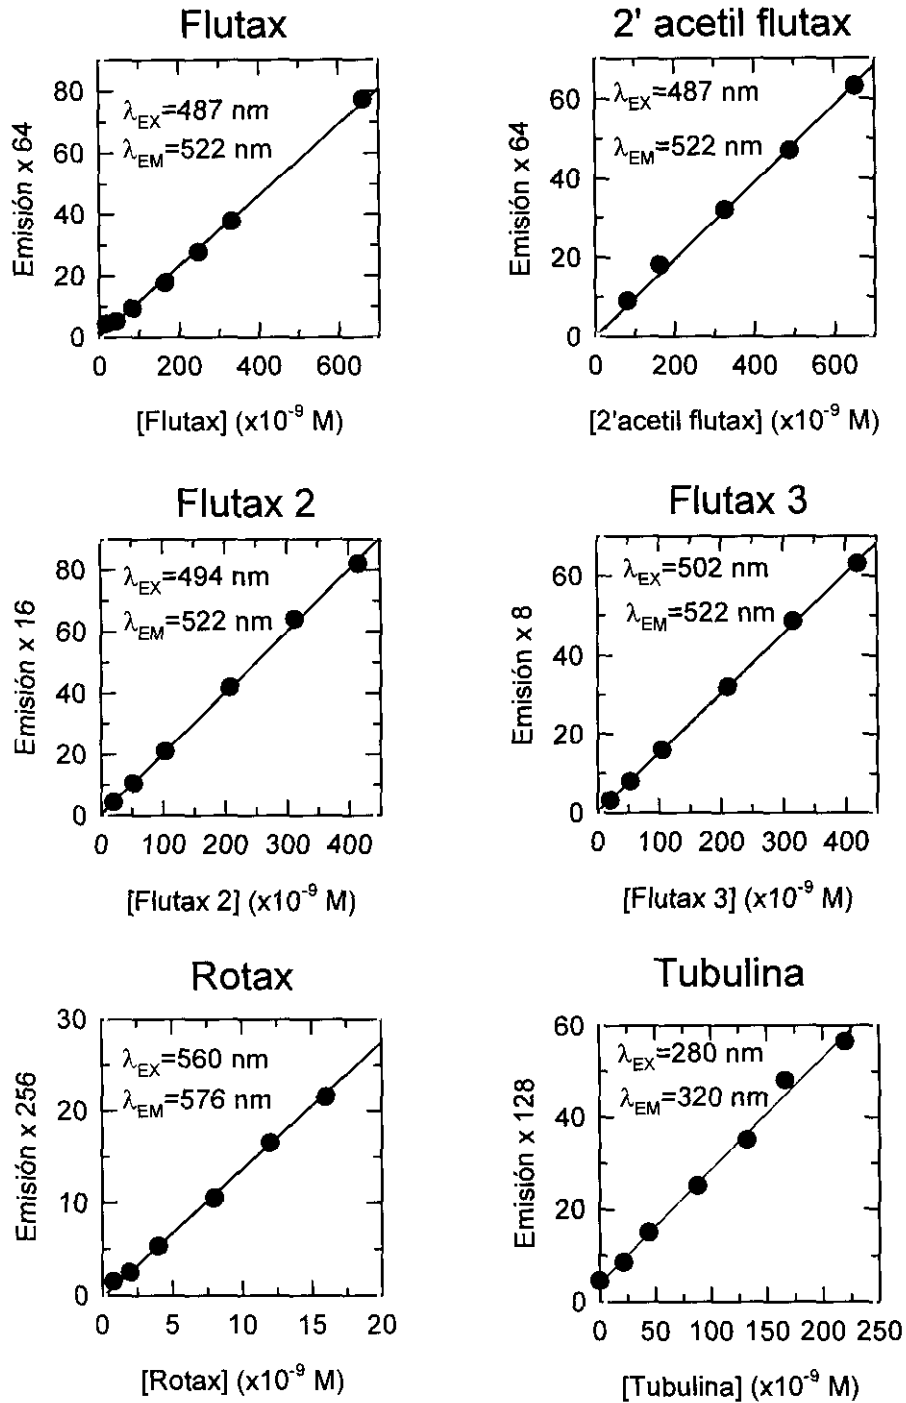 Flutax
80
60
40
20
0
Emisión x 64
λEX=487 nm
λEM=522 nm
0 200 400 600
[Flutax] (x10⁻⁹ M)
2' acetil flutax
60
40
20
0
Emisión x 64
λEX=487 nm
λEM=522 nm
0 200 400 600
[2'acetil flutax] (x10⁻⁹ M)
Flutax 2
80
60
40
20
0
Emisión x 16
λEX=494 nm
λEM=522 nm
0 100 200 300 400
[Flutax 2] (x10⁻⁹ M)
Flutax 3
60
40
20
0
Emisión x 8
λEX=502 nm
λEM=522 nm
0 100 200 300 400
[Flutax 3] (x10⁻⁹ M)
Rotax
30
20
10
0
Emisión x 256
λEX=560 nm
λEM=576 nm
0 5 10 15 20
[Rotax] (x10⁻⁹ M)
Tubulina
60
40
20
0
Emisión x 128
λEX=280 nm
λEM=320 nm
0 50 100 150 200 250
[Tubulina] (x10⁻⁹ M)